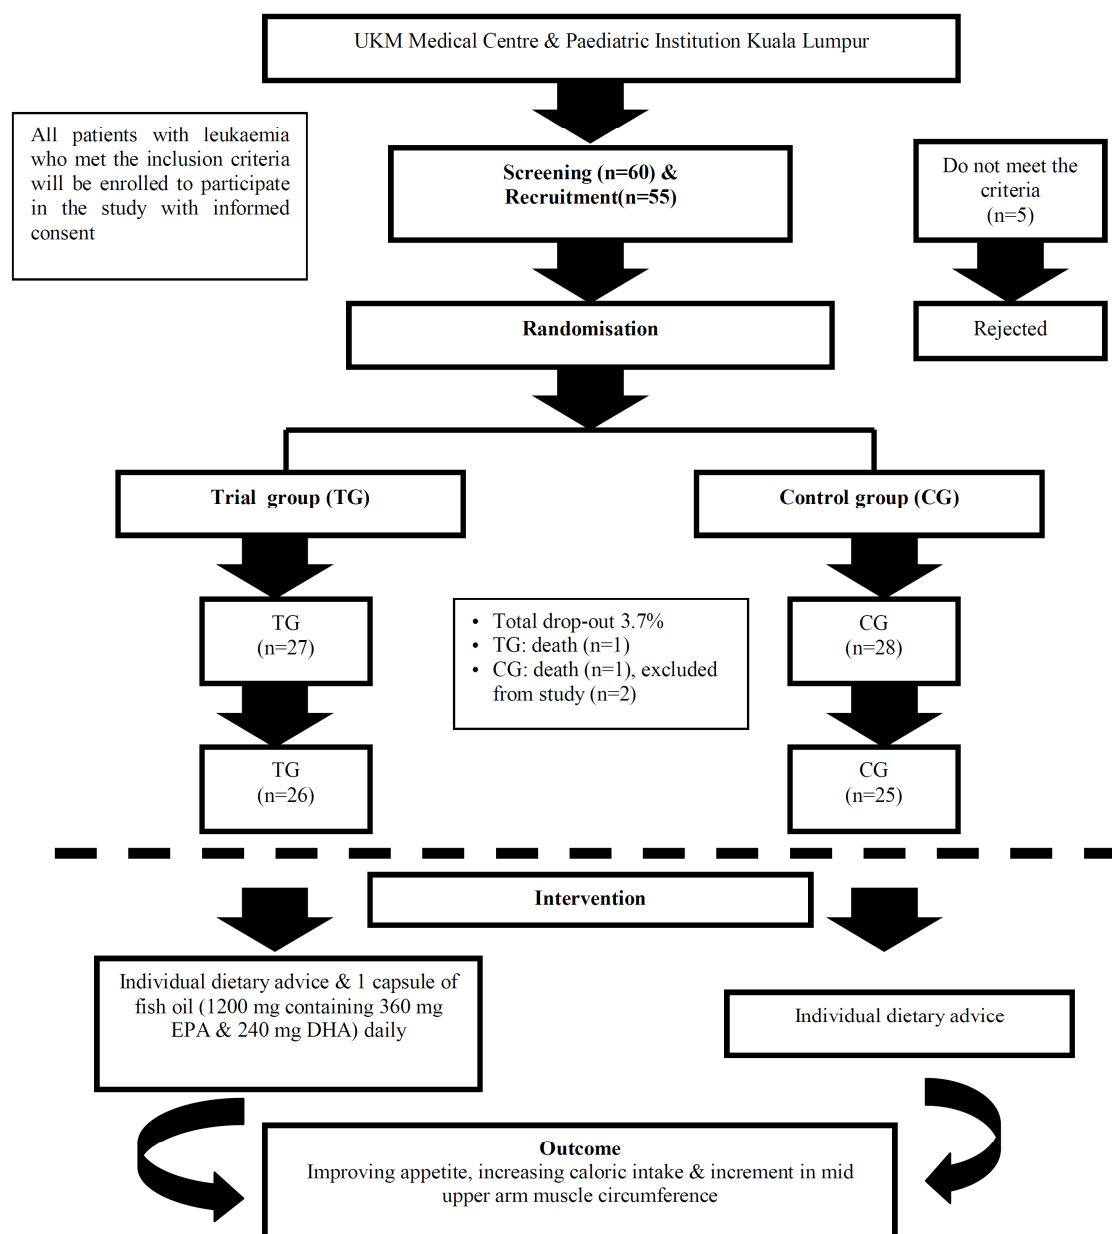 UKM Medical Centre & Paediatric Institution Kuala Lumpur
All patients with leukaemia
who met the inclusion criteria
will be enrolled to participate
in the study with informed
consent
Screening (n=60) &
Recruitment(n=55)
Do not meet the
criteria
(n=5)
Randomisation
Rejected
Trial group (TG)
Control group (CG)
TG
(n=27)
• Total drop-out 3.7%
• TG: death (n=1)
• CG: death (n=1), excluded
from study (n=2)
CG
(n=28)
TG
(n=26)
CG
(n=25)
Intervention
Individual dietary advice & 1 capsule of
fish oil (1200 mg containing 360 mg
EPA & 240 mg DHA) daily
Individual dietary advice
Outcome
Improving appetite, increasing caloric intake & increment in mid
upper arm muscle circumference